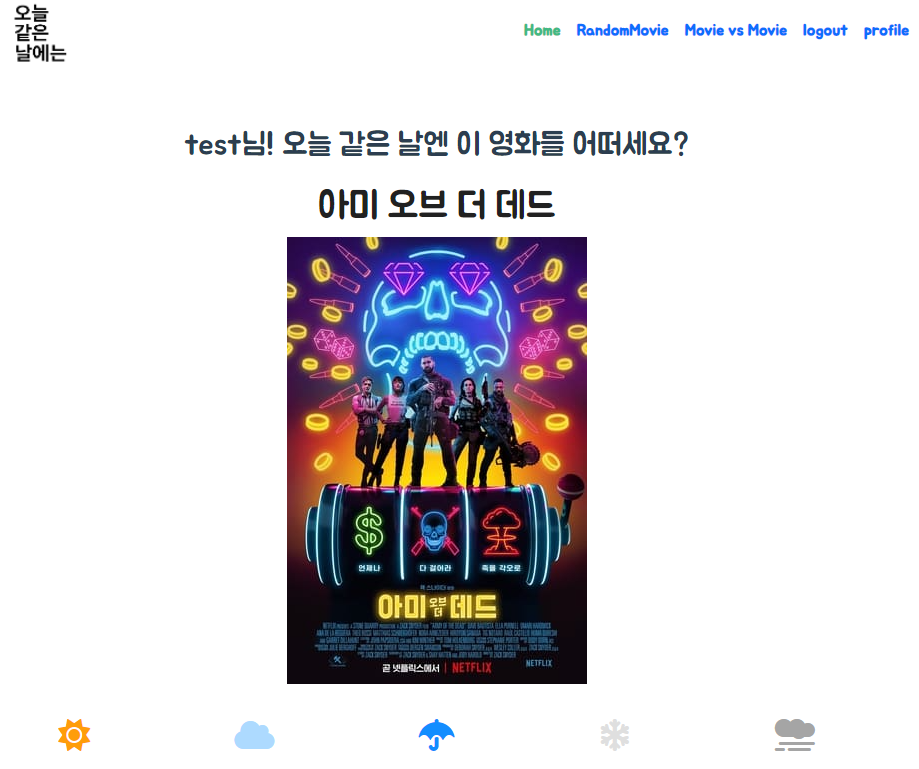 오늘
같은
날에는
Home RandomMovie Movie vs Movie logout profile
test님! 오늘 같은 날엔 이 영화들 어떠세요?
아미 오브 더 데드
언제나 다 걸어라 죽을 각오로
아미 오브 더 데드
곧 넷플릭스에서 | NETFLIX NETFLIX